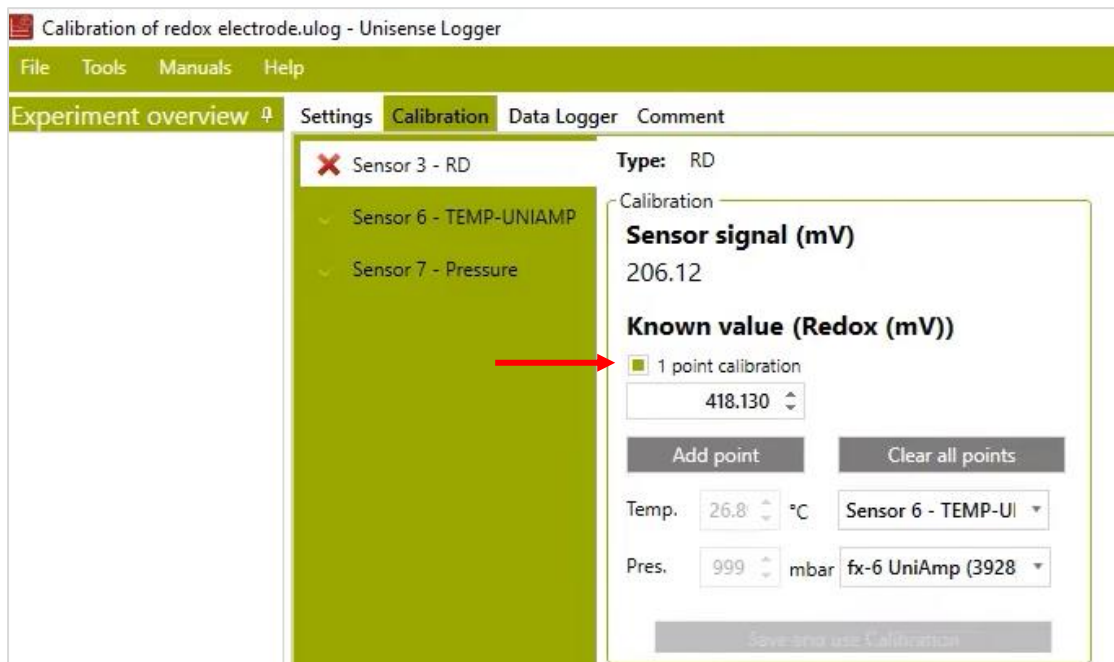 Calibration of redox electrode.ulog - Unisense Logger
File Tools Manuals Help
Experiment overview
Settings Calibration Data Logger Comment
Sensor 3 - RD
Sensor 6 - TEMP-UNIAMP
Sensor 7 - Pressure
Type: RD
Calibration
Sensor signal (mV)
206.12
Known value (Redox (mV))
1 point calibration
418.130
Add point Clear all points
Temp. 26.8 °C Sensor 6 - TEMP-UI
Pres. 999 mbar fx-6 UniAmp (3928
Save and use Calibration